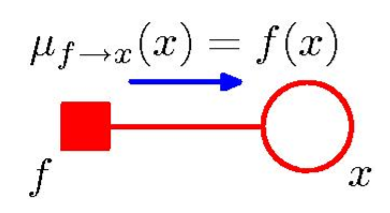 μ_{f→x}(x) = f(x)
f
x